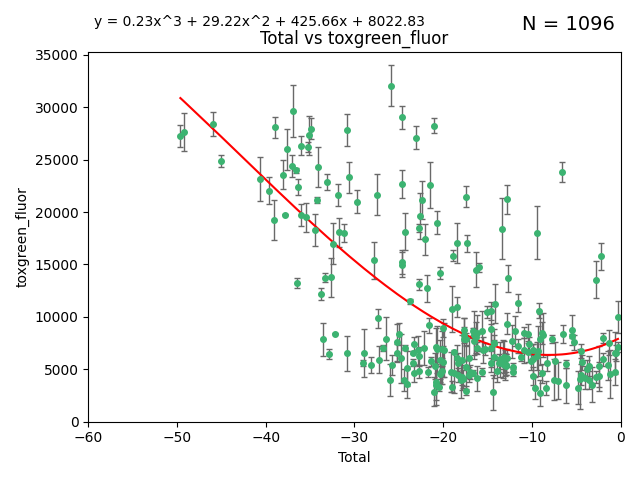 y = 0.23x^3 + 29.22x^2 + 425.66x + 8022.83
N = 1096
Total vs toxgreen_fluor
35000
30000
25000
20000
15000
10000
5000
0
toxgreen_fluor
−60 −50 −40 −30 −20 −10 0
Total